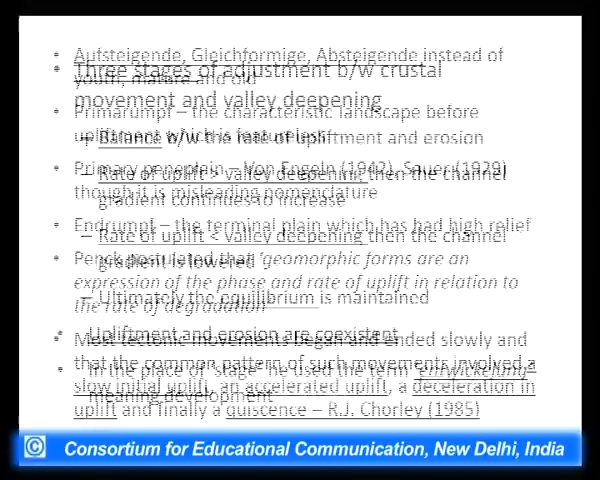 • Aufsteigende, Gleichformige, Absteigende instead of
youth, mature and old
• Three stages of adjustment b/w crustal
movement and valley deepening
• Primarumpf – the characteristic landscape before
upliftment which is featureless
– Balance b/w the rate of upliftment and erosion
• Primary peneplain – Von Engeln (1942), Sauer (1929)
though it is misleading nomenclature
– Rate of uplift > valley deepening then the channel
gradient continues to increase
• Endrumpf – the terminal plain which has had high relief
– Rate of uplift < valley deepening then the channel
gradient is lowered
• Penck postulated that 'geomorphic forms are an
expression of the phase and rate of uplift in relation to
the rate of degradation'
– Ultimately the equilibrium is maintained
• Upliftment and erosion are coexistent
• Most tectonic movements began and ended slowly and
that the common pattern of such movements involved a
slow initial uplift, an accelerated uplift, a deceleration in
uplift and finally a quiscence – R.J. Chorley (1985)
• In the place of 'stage' he used the term
meaning development
© Consortium for Educational Communication, New Delhi, India